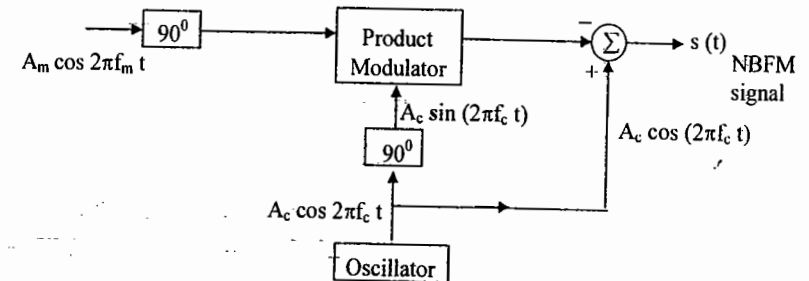 90⁰
A_m cos 2πf_m t
Product
Modulator
−
Σ
+
s (t)
NBFM
signal
A_c sin (2πf_c t)
90⁰
A_c cos (2πf_c t)
A_c cos 2πf_c t
Oscillator